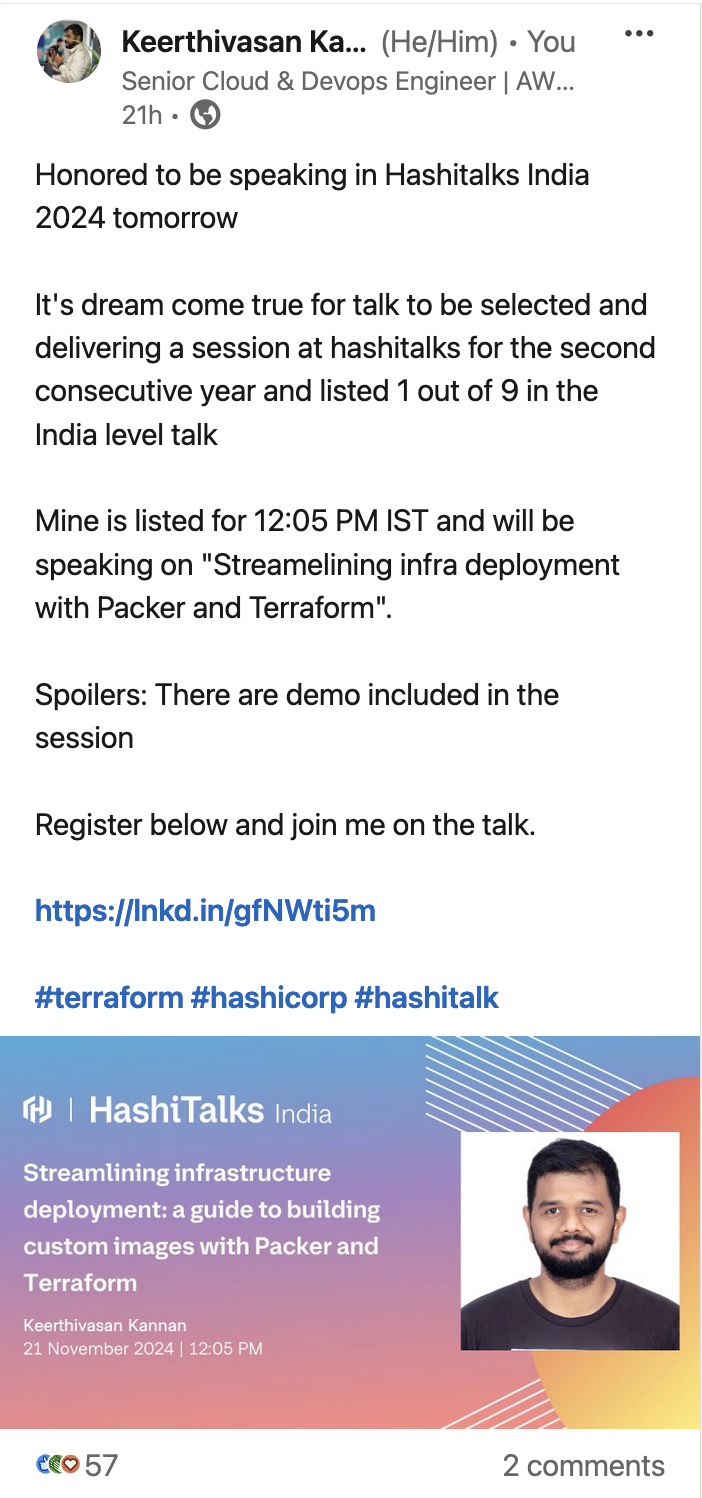 Keerthivasan Ka... (He/Him) • You
Senior Cloud & Devops Engineer | AW...
21h •
Honored to be speaking in Hashitalks India
2024 tomorrow
It's dream come true for talk to be selected and
delivering a session at hashitalks for the second
consecutive year and listed 1 out of 9 in the
India level talk
Mine is listed for 12:05 PM IST and will be
speaking on "Streamelining infra deployment
with Packer and Terraform".
Spoilers: There are demo included in the
session
Register below and join me on the talk.
https://lnkd.in/gfNWti5m
#terraform #hashicorp #hashitalk
HashiTalks India
Streamlining infrastructure
deployment: a guide to building
custom images with Packer and
Terraform
Keerthivasan Kannan
21 November 2024 | 12:05 PM
57
2 comments